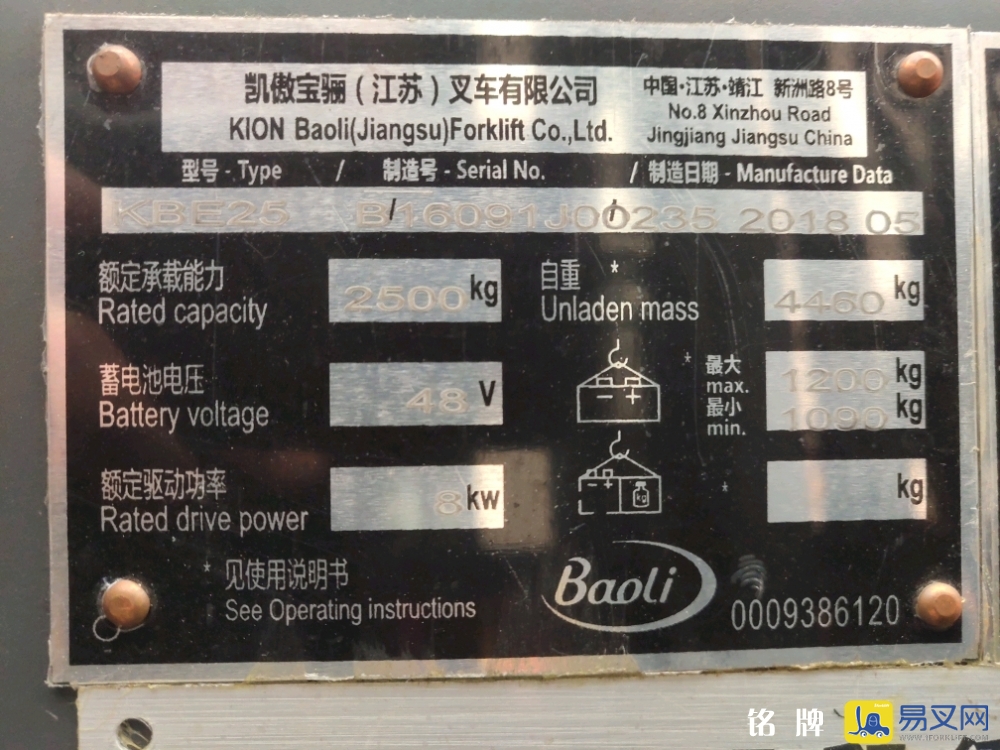 凯傲宝骊（江苏）叉车有限公司
KION Baoli(Jiangsu)Forklift Co.,Ltd.
中国·江苏·靖江 新洲路8号
No.8 Xinzhou Road
Jingjiang Jiangsu China
型号 - Type / 制造号 - Serial No. / 制造日期 - Manufacture Data
KBE25 / B16091J00235 / 2018 05
额定承载能力
Rated capacity
2500 kg
自重 *
Unladen mass
4460 kg
蓄电池电压
Battery voltage
48 V
* 最大
max.
1200 kg
最小
min.
1090 kg
额定驱动功率
Rated drive power
8 kw
kg
* kg
* 见使用说明书
See Operating instructions
Baoli
0009386120
铭牌
易叉网
WWW.IFORKLIFT.COM